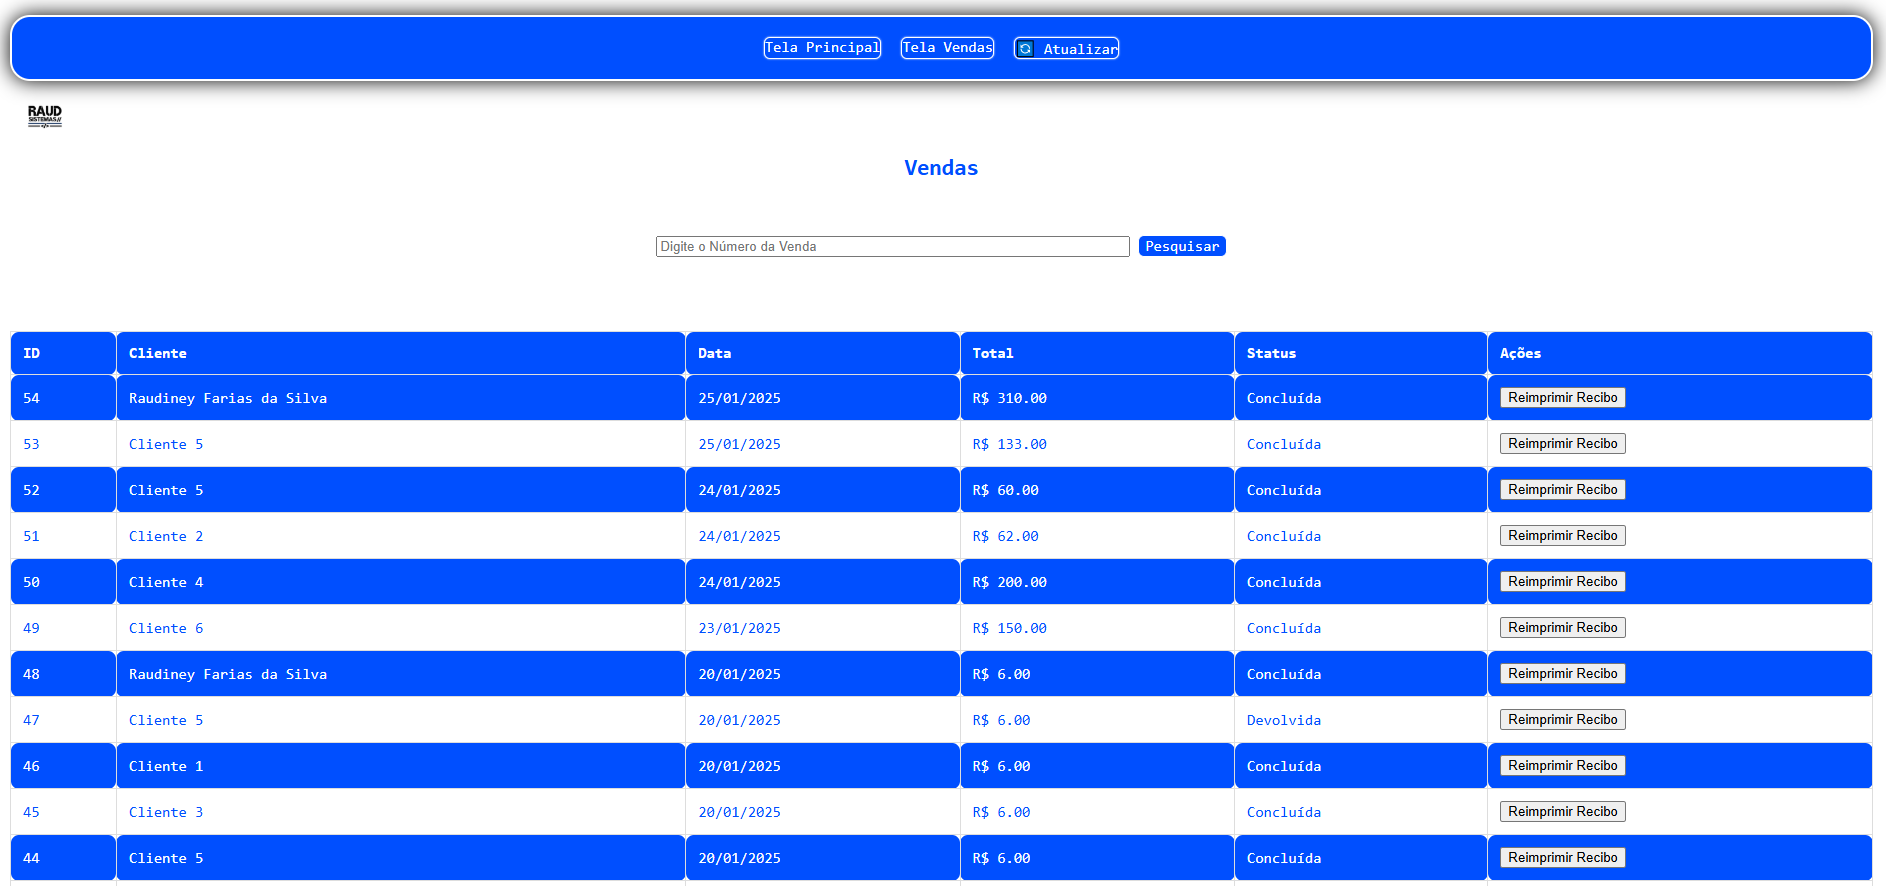 Tela Principal Tela Vendas Atualizar
RAUD
SISTEMAS//
</>
Vendas
Digite o Número da Venda Pesquisar
ID Cliente Data Total Status Ações
54 Raudiney Farias da Silva 25/01/2025 R$ 310.00 Concluída Reimprimir Recibo
53 Cliente 5 25/01/2025 R$ 133.00 Concluída Reimprimir Recibo
52 Cliente 5 24/01/2025 R$ 60.00 Concluída Reimprimir Recibo
51 Cliente 2 24/01/2025 R$ 62.00 Concluída Reimprimir Recibo
50 Cliente 4 24/01/2025 R$ 200.00 Concluída Reimprimir Recibo
49 Cliente 6 23/01/2025 R$ 150.00 Concluída Reimprimir Recibo
48 Raudiney Farias da Silva 20/01/2025 R$ 6.00 Concluída Reimprimir Recibo
47 Cliente 5 20/01/2025 R$ 6.00 Devolvida Reimprimir Recibo
46 Cliente 1 20/01/2025 R$ 6.00 Concluída Reimprimir Recibo
45 Cliente 3 20/01/2025 R$ 6.00 Concluída Reimprimir Recibo
44 Cliente 5 20/01/2025 R$ 6.00 Concluída Reimprimir Recibo